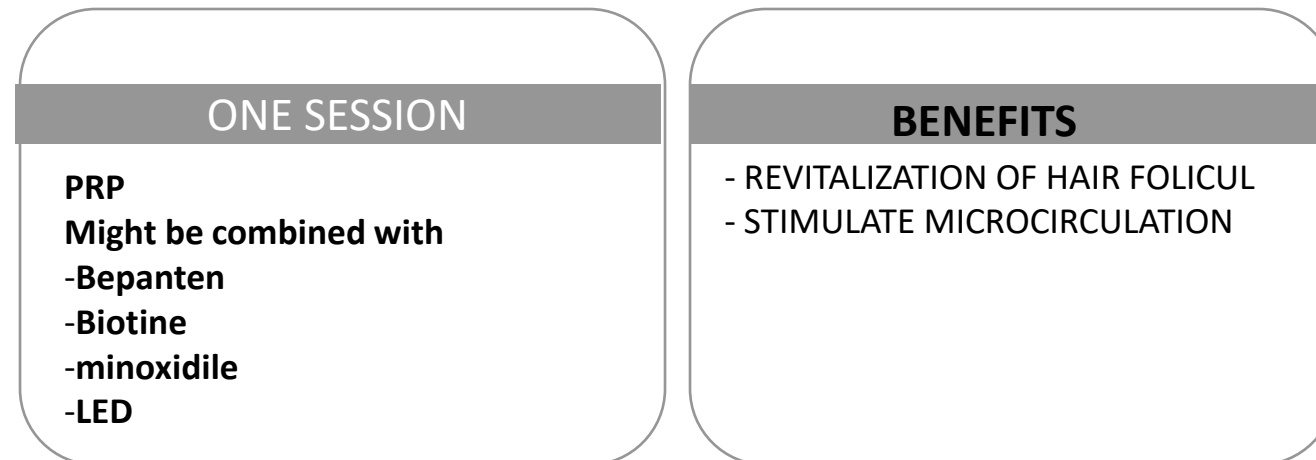 ONE SESSION
PRP
Might be combined with
-Bepanten
-Biotine
-minoxidile
-LED
BENEFITS
- REVITALIZATION OF HAIR FOLICUL
- STIMULATE MICROCIRCULATION